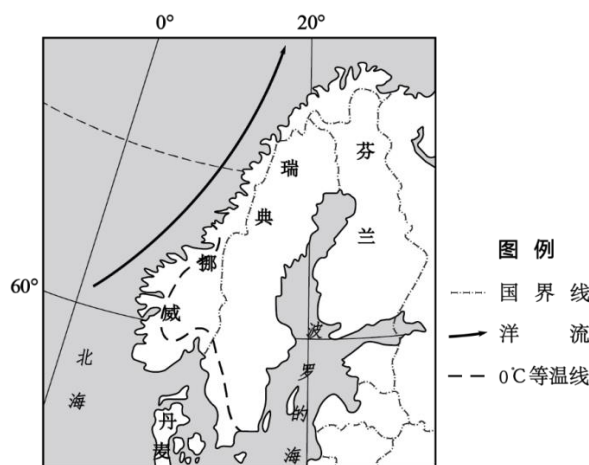 0° 20°
芬
瑞
典
兰
挪
威
60°
北
海
波
罗
的
海
丹
麦
图 例
国 界 线
洋 流
0℃等温线